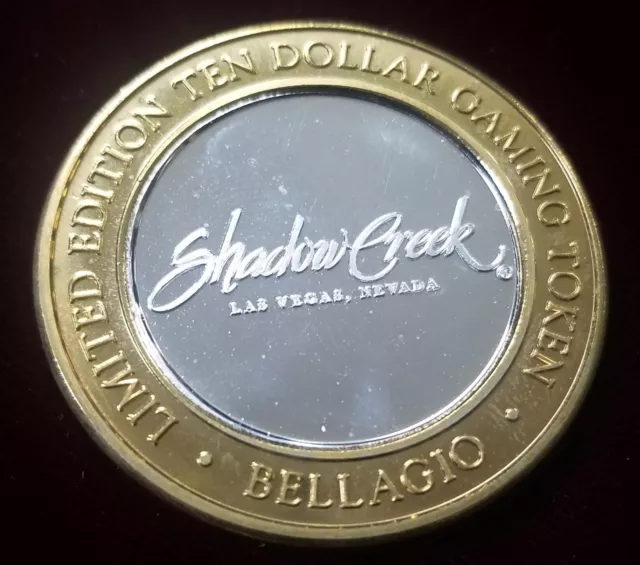 LIMITED EDITION TEN DOLLAR GAMING TOKEN
Shadow Creek®
LAS VEGAS, NEVADA
• BELLAGIO •